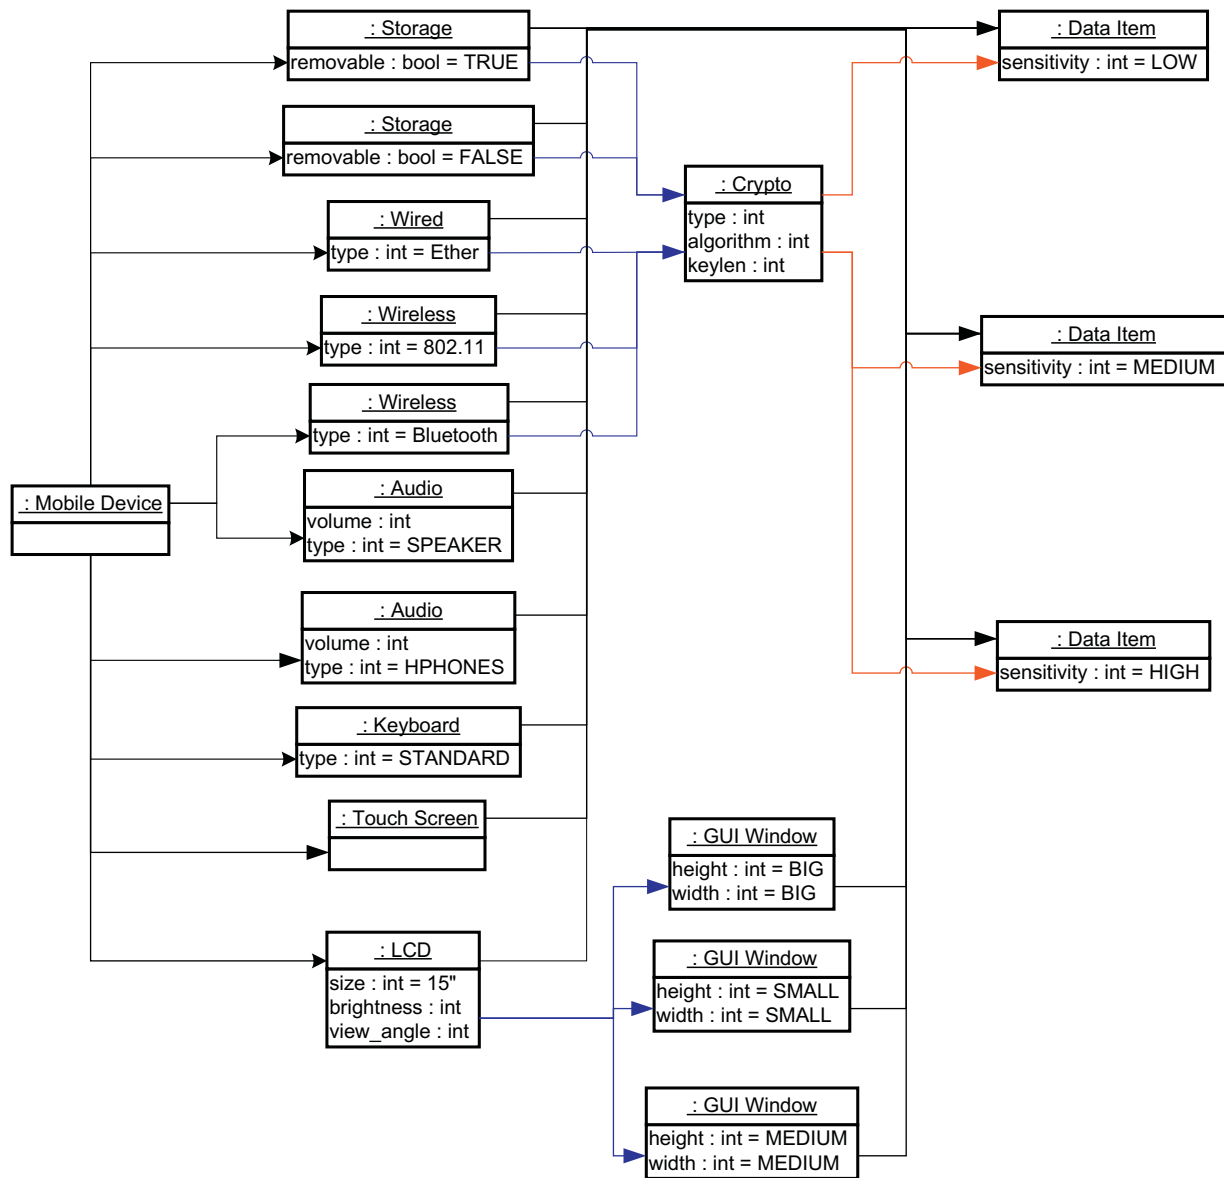 : Storage
removable : bool = TRUE
: Data Item
sensitivity : int = LOW
: Storage
removable : bool = FALSE
: Crypto
type : int
algorithm : int
keylen : int
: Wired
type : int = Ether
: Wireless
type : int = 802.11
: Data Item
sensitivity : int = MEDIUM
: Wireless
type : int = Bluetooth
: Mobile Device
: Audio
volume : int
type : int = SPEAKER
: Audio
volume : int
type : int = HPHONES
: Data Item
sensitivity : int = HIGH
: Keyboard
type : int = STANDARD
: Touch Screen
: GUI Window
height : int = BIG
width : int = BIG
: LCD
size : int = 15"
brightness : int
view_angle : int
: GUI Window
height : int = SMALL
width : int = SMALL
: GUI Window
height : int = MEDIUM
width : int = MEDIUM